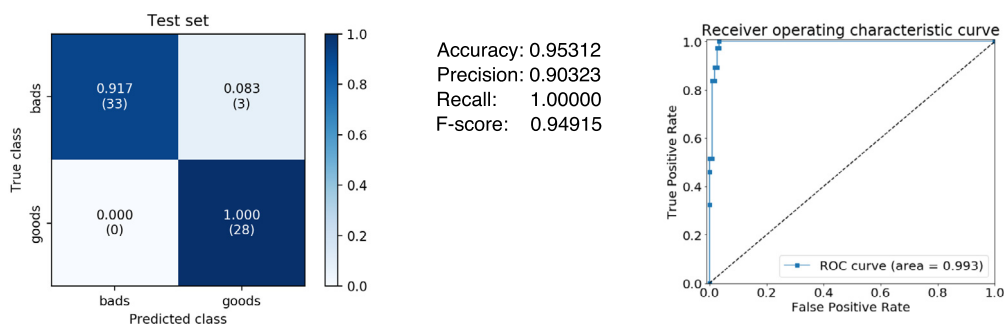 Test set
True class
bads
goods
0.917
(33)
0.083
(3)
0.000
(0)
1.000
(28)
bads
goods
Predicted class
1.0
0.8
0.6
0.4
0.2
0.0
Accuracy: 0.95312
Precision: 0.90323
Recall: 1.00000
F-score: 0.94915
Receiver operating characteristic curve
True Positive Rate
1.0
0.8
0.6
0.4
0.2
0.0
ROC curve (area = 0.993)
0.0
0.2
0.4
0.6
0.8
1.0
False Positive Rate